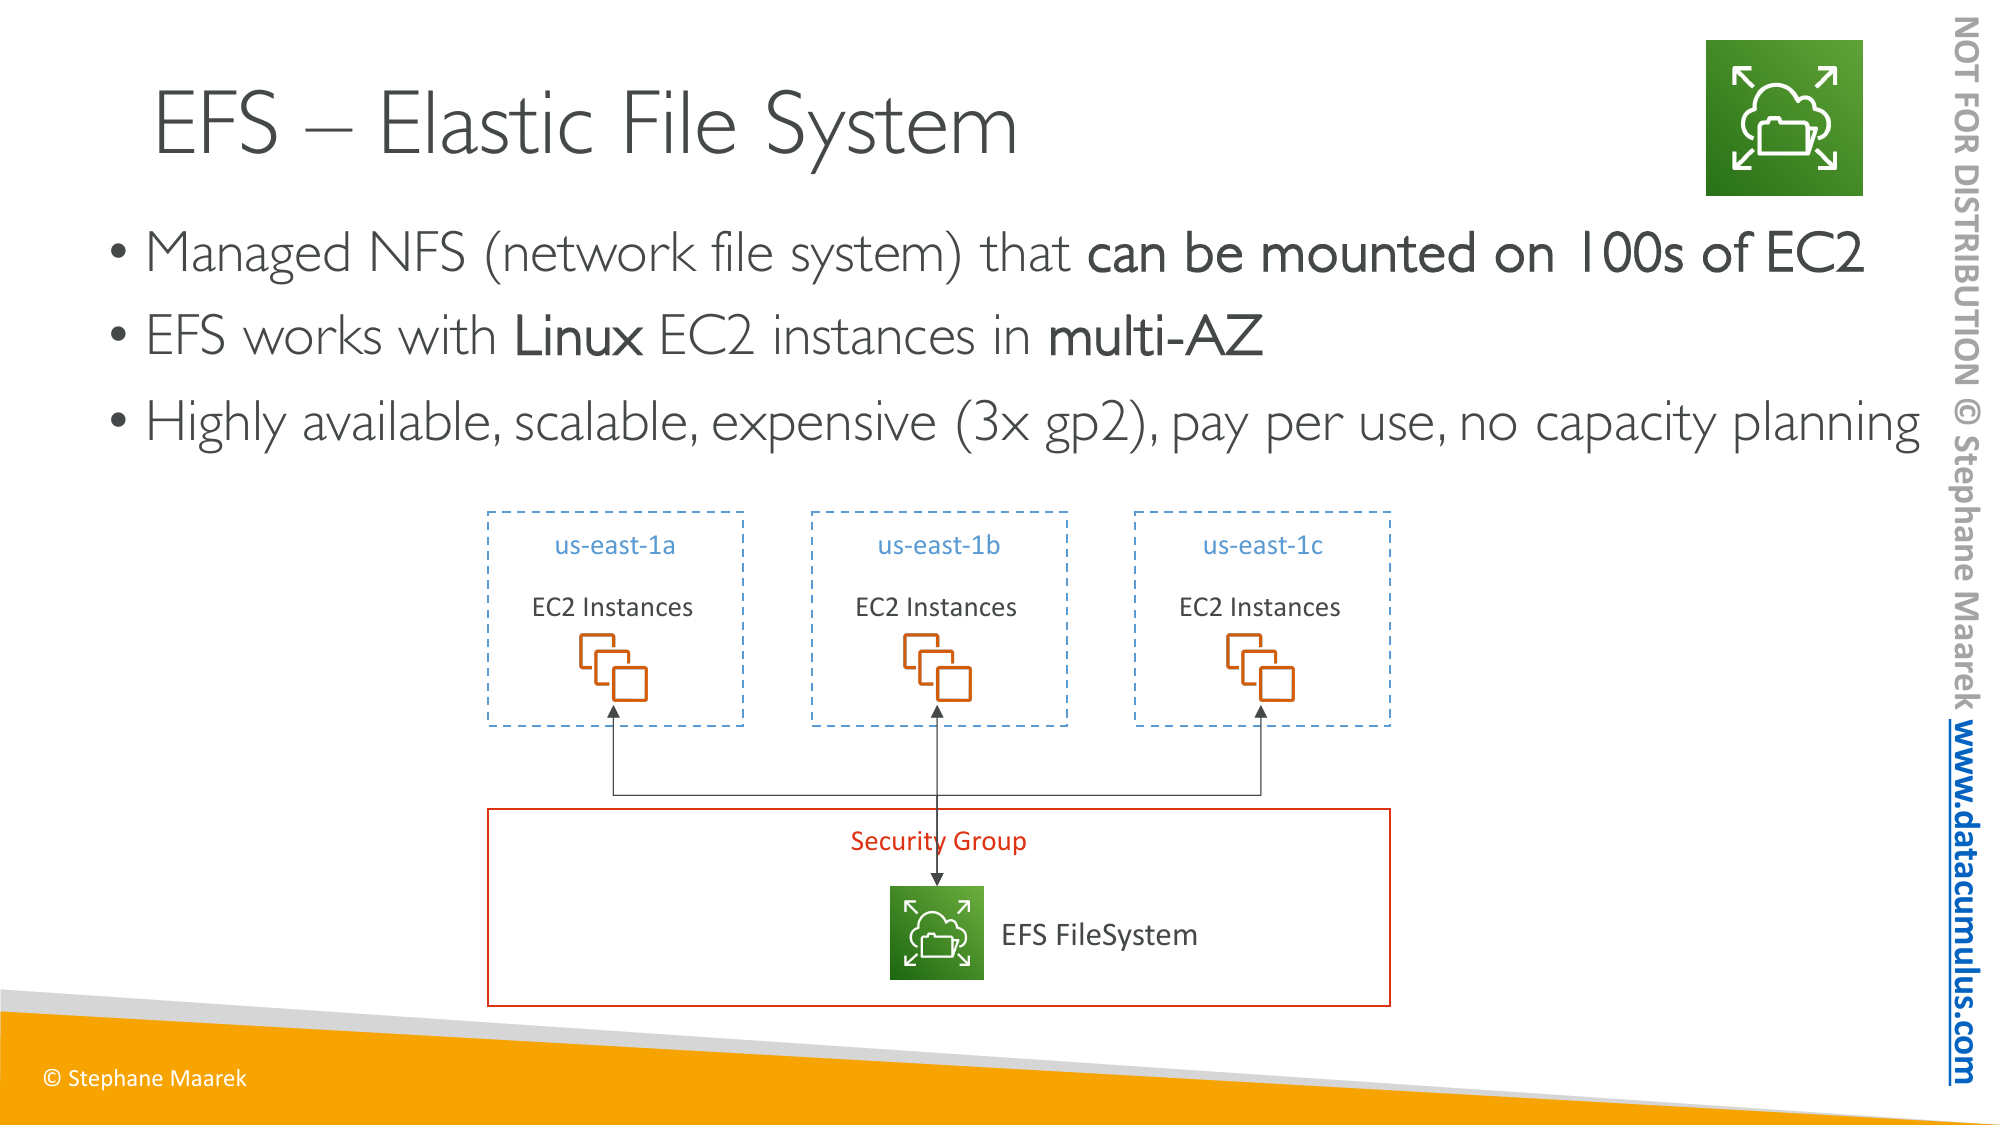 EFS – Elastic File System
• Managed NFS (network file system) that can be mounted on 100s of EC2
• EFS works with Linux EC2 instances in multi-AZ
• Highly available, scalable, expensive (3x gp2), pay per use, no capacity planning
us-east-1a
us-east-1b
us-east-1c
EC2 Instances
EC2 Instances
EC2 Instances
Security Group
EFS FileSystem
© Stephane Maarek
NOT FOR DISTRIBUTION © Stephane Maarek www.datacumulus.com